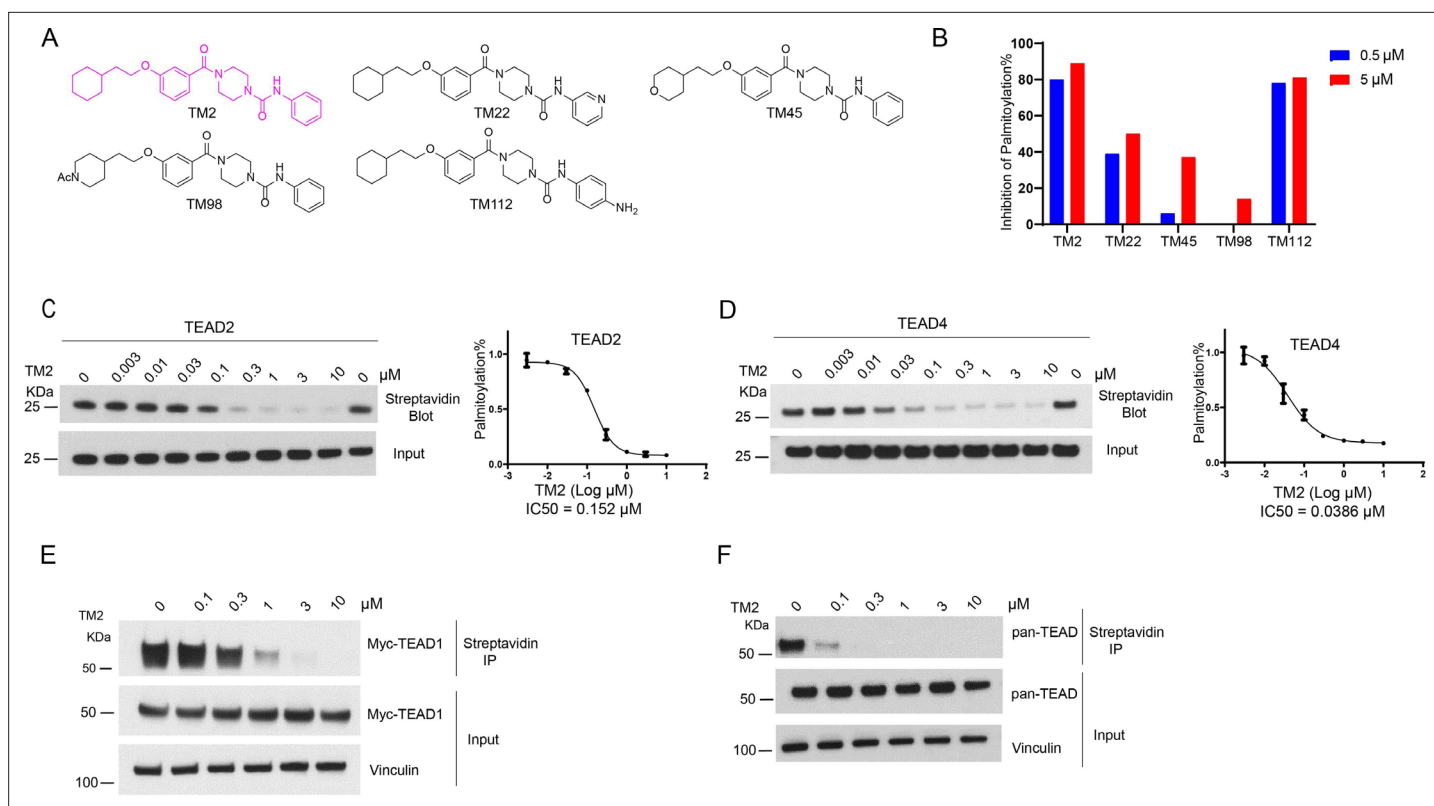 A
O
O
N
N
O
H
N
TM2
O
O
N
N
O
H
N
N
TM22
O
O
O
N
N
O
H
N
TM45
Ac
N
O
O
N
N
O
H
N
TM98
O
O
N
N
O
H
N
NH2
TM112
B
Inhibition of Palmitoylation%
100
80
60
40
20
0
TM2 TM22 TM45 TM98 TM112
0.5 μM
5 μM
C
TEAD2
TM2 0 0.003 0.01 0.03 0.1 0.3 1 3 10 0 μM
KDa
25
Streptavidin
Blot
25
Input
TEAD2
Palmitoylation%
1.0
0.5
0.0
-3 -2 -1 0 1 2
TM2 (Log μM)
IC50 = 0.152 μM
D
TEAD4
TM2 0 0.003 0.01 0.03 0.1 0.3 1 3 10 0 μM
KDa
25
Streptavidin
Blot
25
Input
TEAD4
Palmitoylation%
1.0
0.5
0.0
-3 -2 -1 0 1 2
TM2 (Log μM)
IC50 = 0.0386 μM
E
TM2 0 0.1 0.3 1 3 10 μM
KDa
50
Myc-TEAD1
Streptavidin
IP
50
Myc-TEAD1
Input
100
Vinculin
F
TM2 0 0.1 0.3 1 3 10 μM
KDa
50
pan-TEAD
Streptavidin
IP
50
pan-TEAD
Input
100
Vinculin